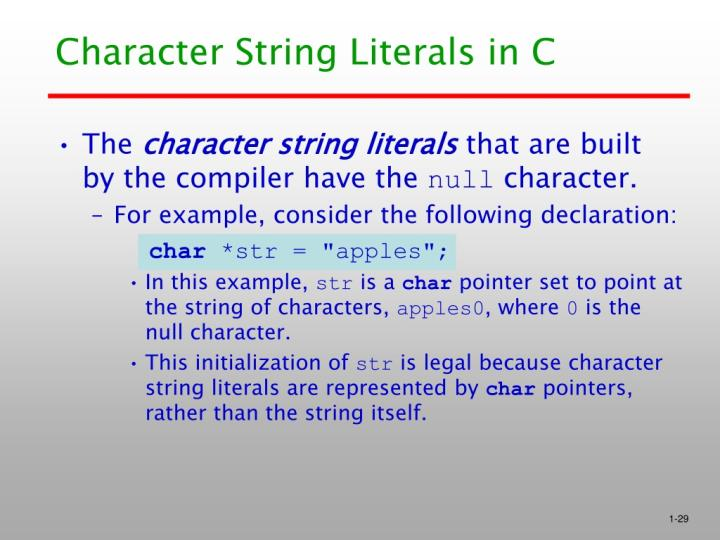 Character String Literals in C
• The character string literals that are built
by the compiler have the null character.
– For example, consider the following declaration:
char *str = "apples";
• In this example, str is a char pointer set to point at
the string of characters, apples0, where 0 is the
null character.
• This initialization of str is legal because character
string literals are represented by char pointers,
rather than the string itself.
1-29